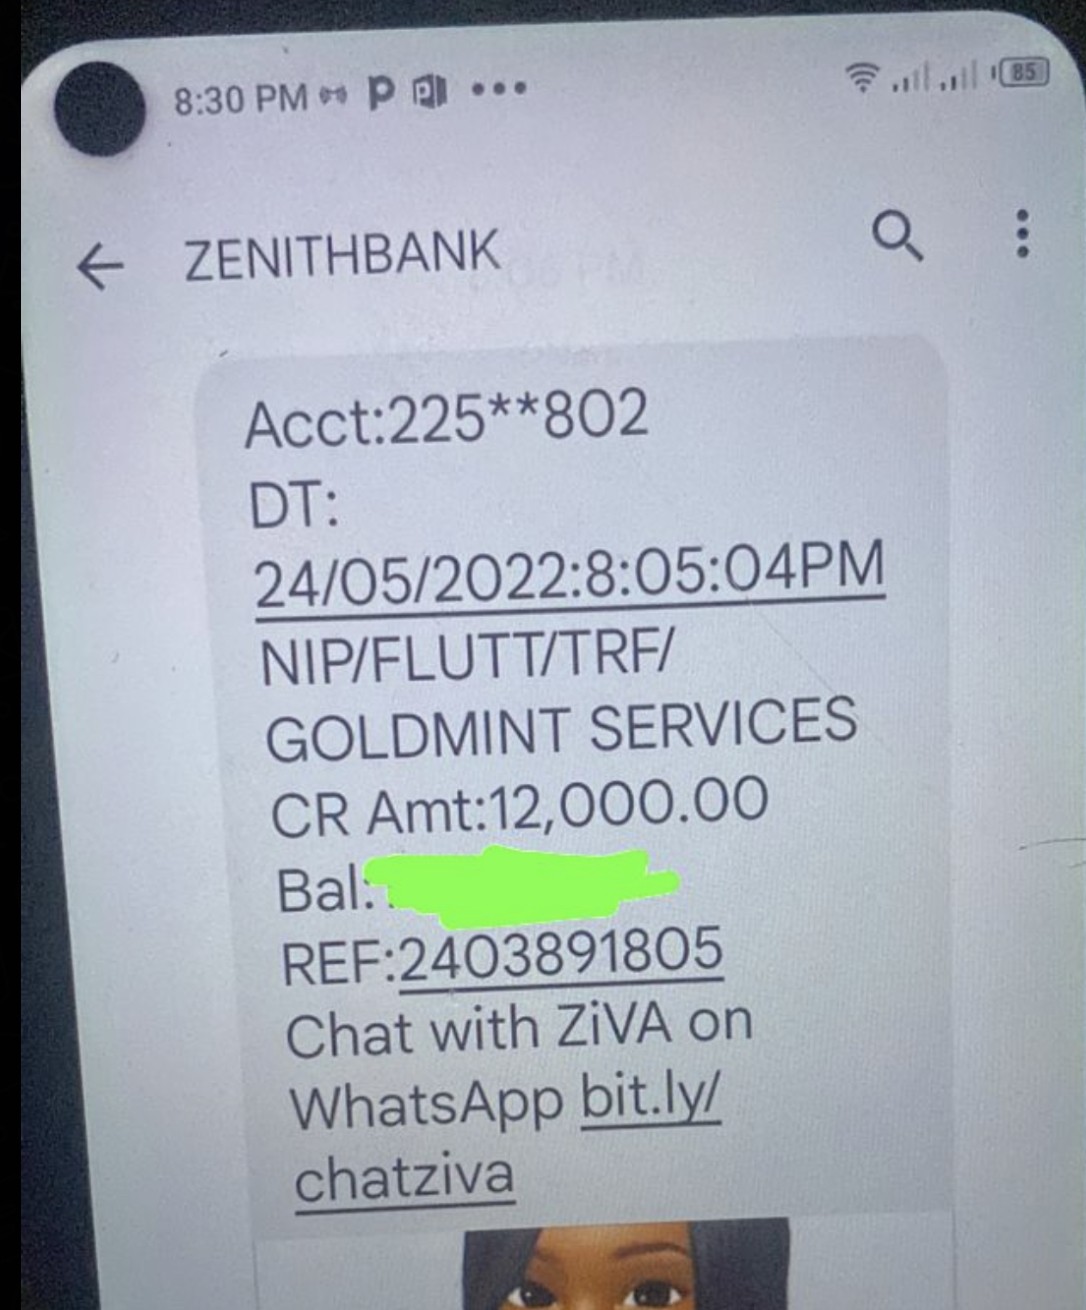 8:30 PM P ...
85
ZENITHBANK
Acct:225**802
DT:
24/05/2022:8:05:04PM
NIP/FLUTT/TRF/
GOLDMINT SERVICES
CR Amt:12,000.00
Bal:
REF:2403891805
Chat with ZiVA on
WhatsApp bit.ly/
chatziva